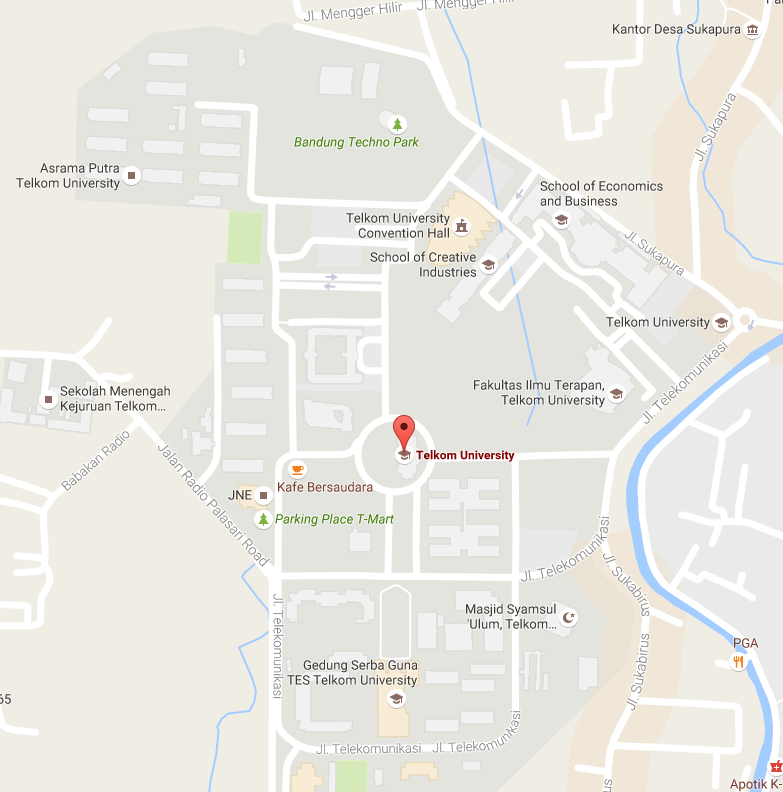 Jl. Mengger Hilir
Jl. Mengger Hilir
Kantor Desa Sukapura
Jl. Sukapura
Bandung Techno Park
Asrama Putra
Telkom University
School of Economics
and Business
Telkom University
Convention Hall
School of Creative
Industries
Jl. Sukapura
Telkom University
Jl. Telekomunikasi
Fakultas Ilmu Terapan,
Telkom University
Sekolah Menengah
Kejuruan Telkom...
Babakan Radio
Jalan Radio Palasari Road
Telkom University
Kafe Bersaudara
JNE
Parking Place T-Mart
Jl. Telekomunikasi
Jl. Sukabirus
Jl. Telekomunikasi
Masjid Syamsul
'Ulum, Telkom...
Jl. Sukabirus
PGA
Gedung Serba Guna
TES Telkom University
65
Jl. Telekomunikasi
Jl. Telekomunikasi
Apotik K-